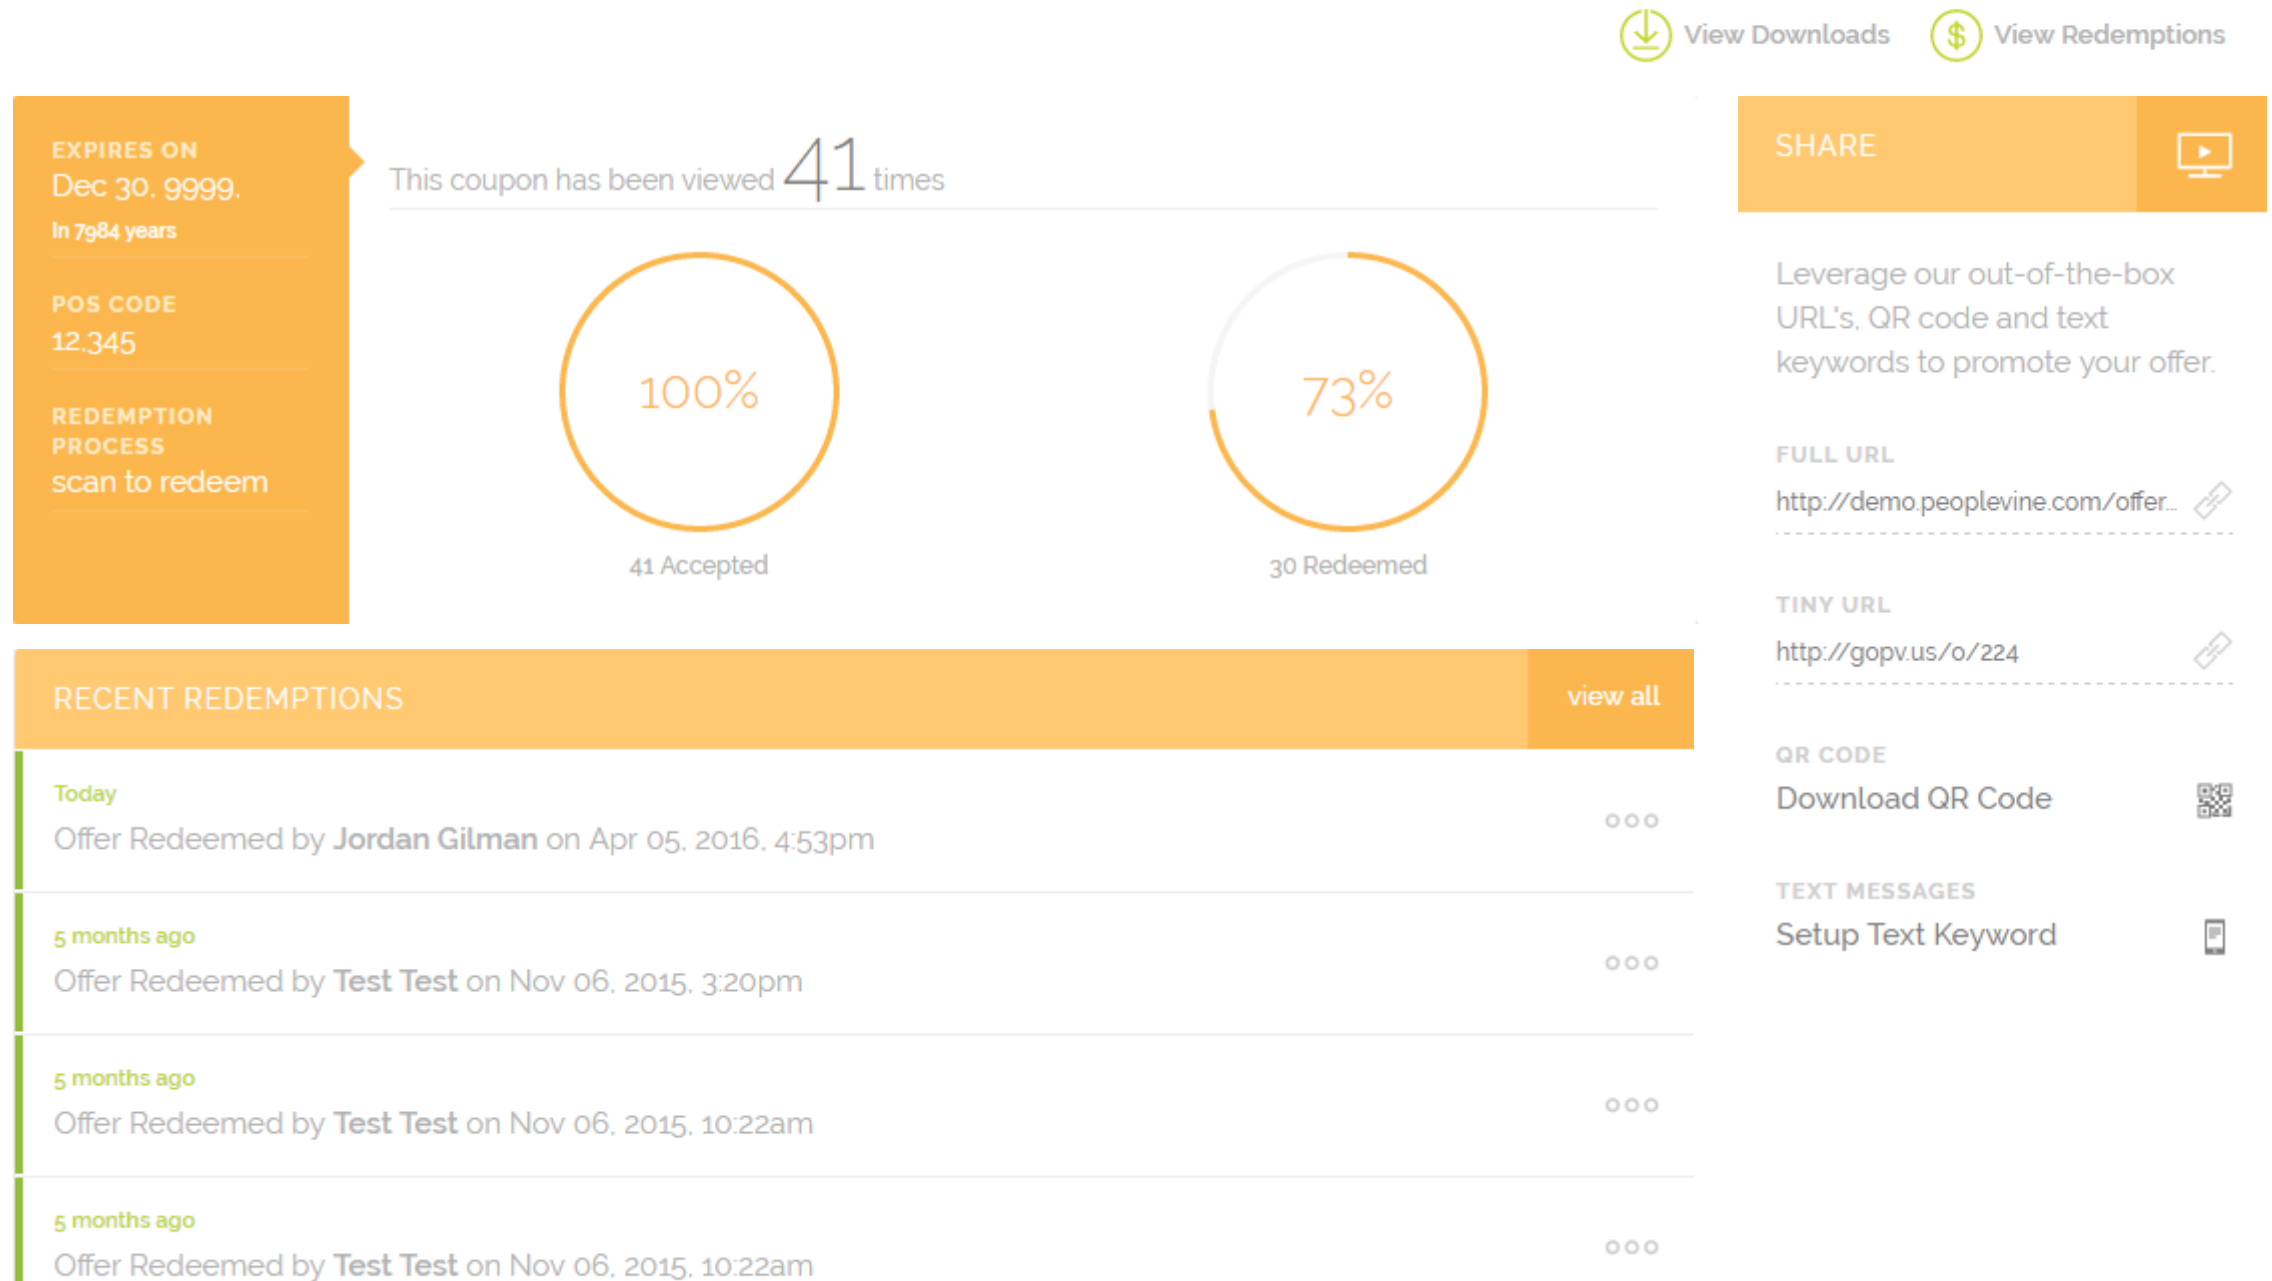 View Downloads
View Redemptions
EXPIRES ON
Dec 30, 9999,
In 7984 years
POS CODE
12,345
REDEMPTION
PROCESS
scan to redeem
This coupon has been viewed 41 times
100%
41 Accepted
73%
30 Redeemed
RECENT REDEMPTIONS
view all
Today
Offer Redeemed by Jordan Gilman on Apr 05, 2016, 4:53pm
5 months ago
Offer Redeemed by Test Test on Nov 06, 2015, 3:20pm
5 months ago
Offer Redeemed by Test Test on Nov 06, 2015, 10:22am
5 months ago
Offer Redeemed by Test Test on Nov 06, 2015, 10:22am
SHARE
Leverage our out-of-the-box
URL's, QR code and text
keywords to promote your offer.
FULL URL
http://demo.peoplevine.com/offer...
TINY URL
http://gopv.us/o/224
QR CODE
Download QR Code
TEXT MESSAGES
Setup Text Keyword